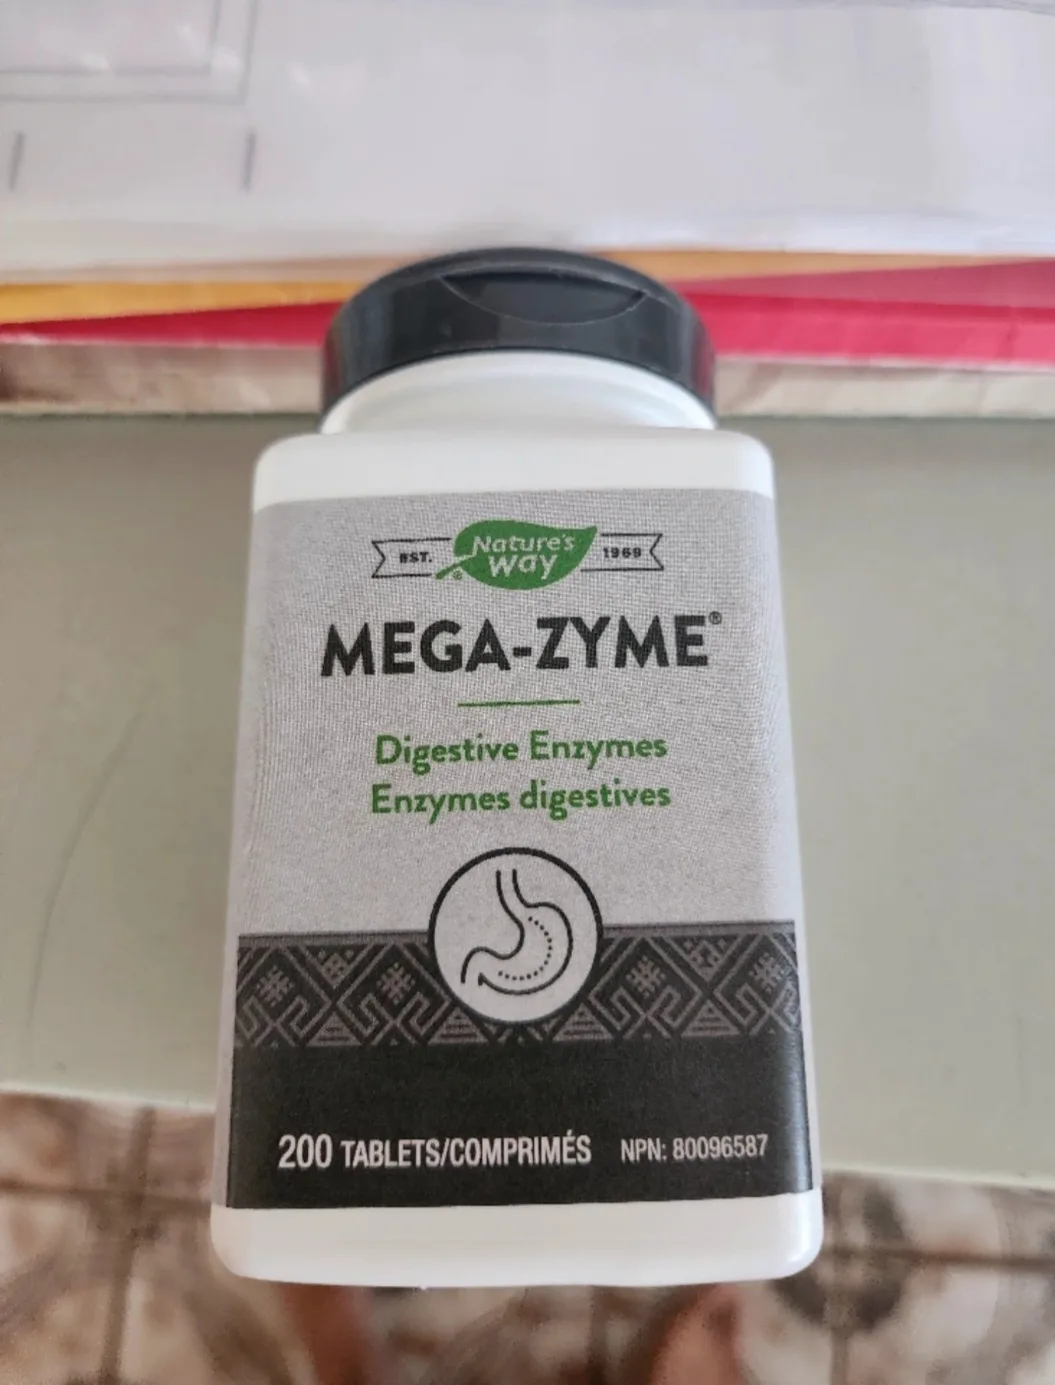 EST. Nature's Way® 1969
MEGA-ZYME®
Digestive Enzymes
Enzymes digestives
200 TABLETS/COMPRIMÉS NPN: 80096587